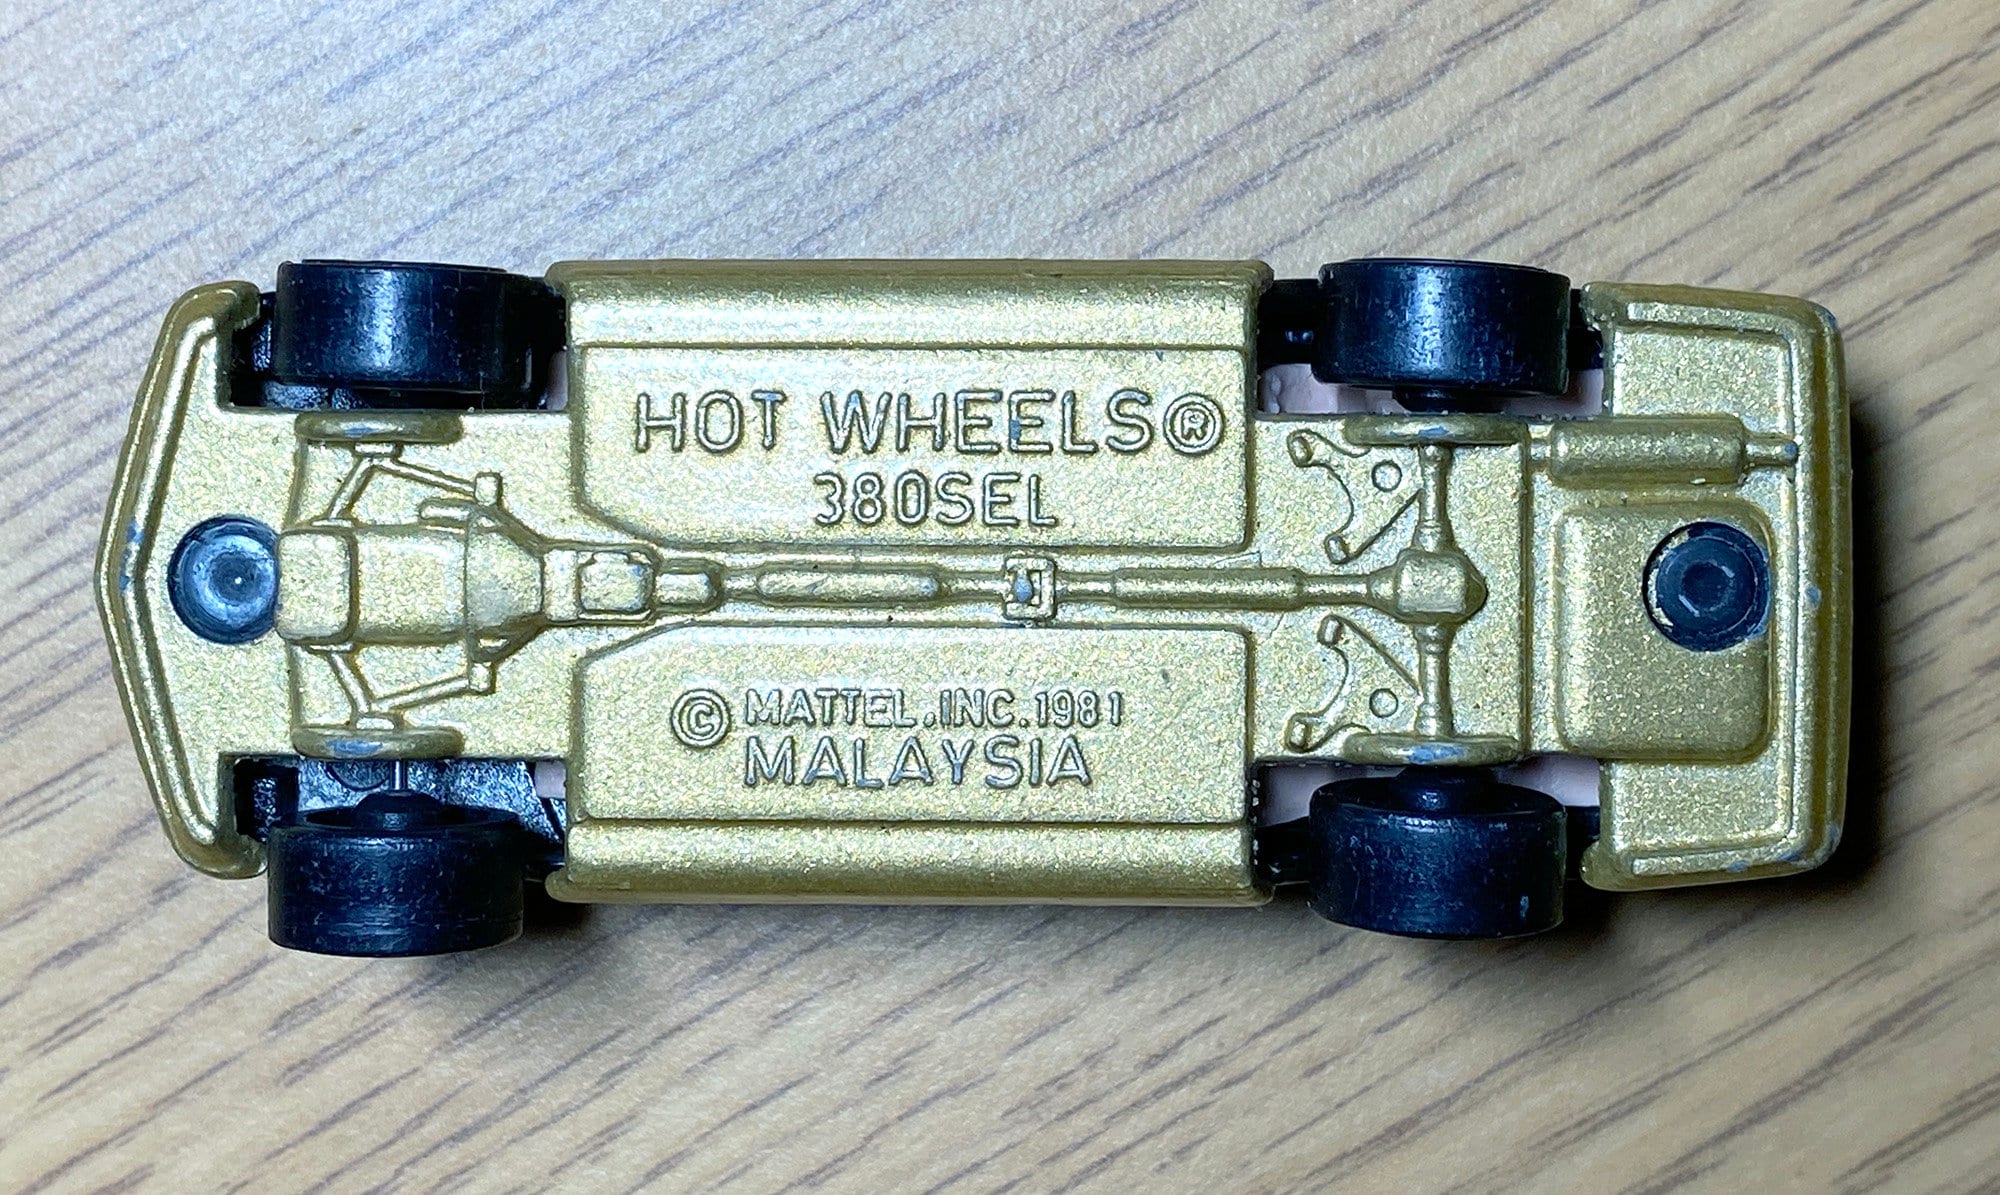 HOT WHEELS®
380SEL
© MATTEL, INC. 1981
MALAYSIA